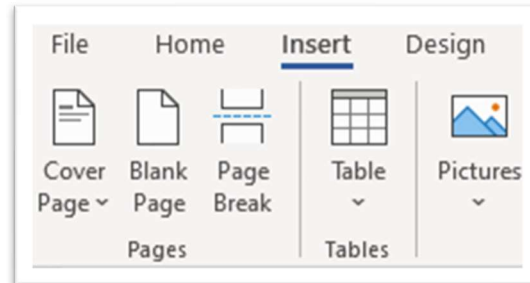 File Home Insert Design
Cover Blank Page Table Pictures
Page Page Break
Pages Tables